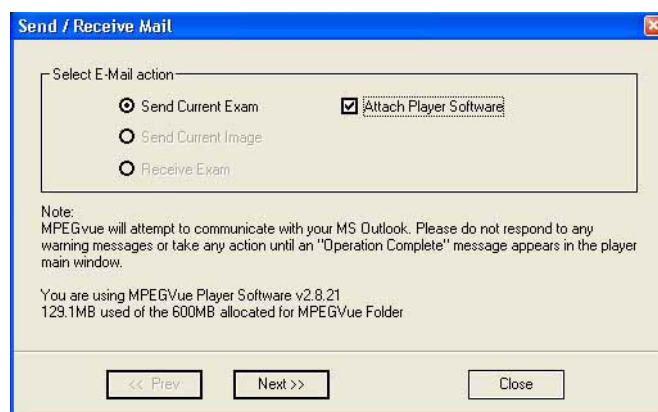 Send / Receive Mail
Select E-Mail action
Send Current Exam
Attach Player Software
Send Current Image
Receive Exam
Note:
MPEGvue will attempt to communicate with your MS Outlook. Please do not respond to any
warning messages or take any action until an "Operation Complete" message appears in the player
main window.
You are using MPEGVue Player Software v2.8.21
129.1MB used of the 600MB allocated for MPEGVue Folder
<< Prev
Next >>
Close